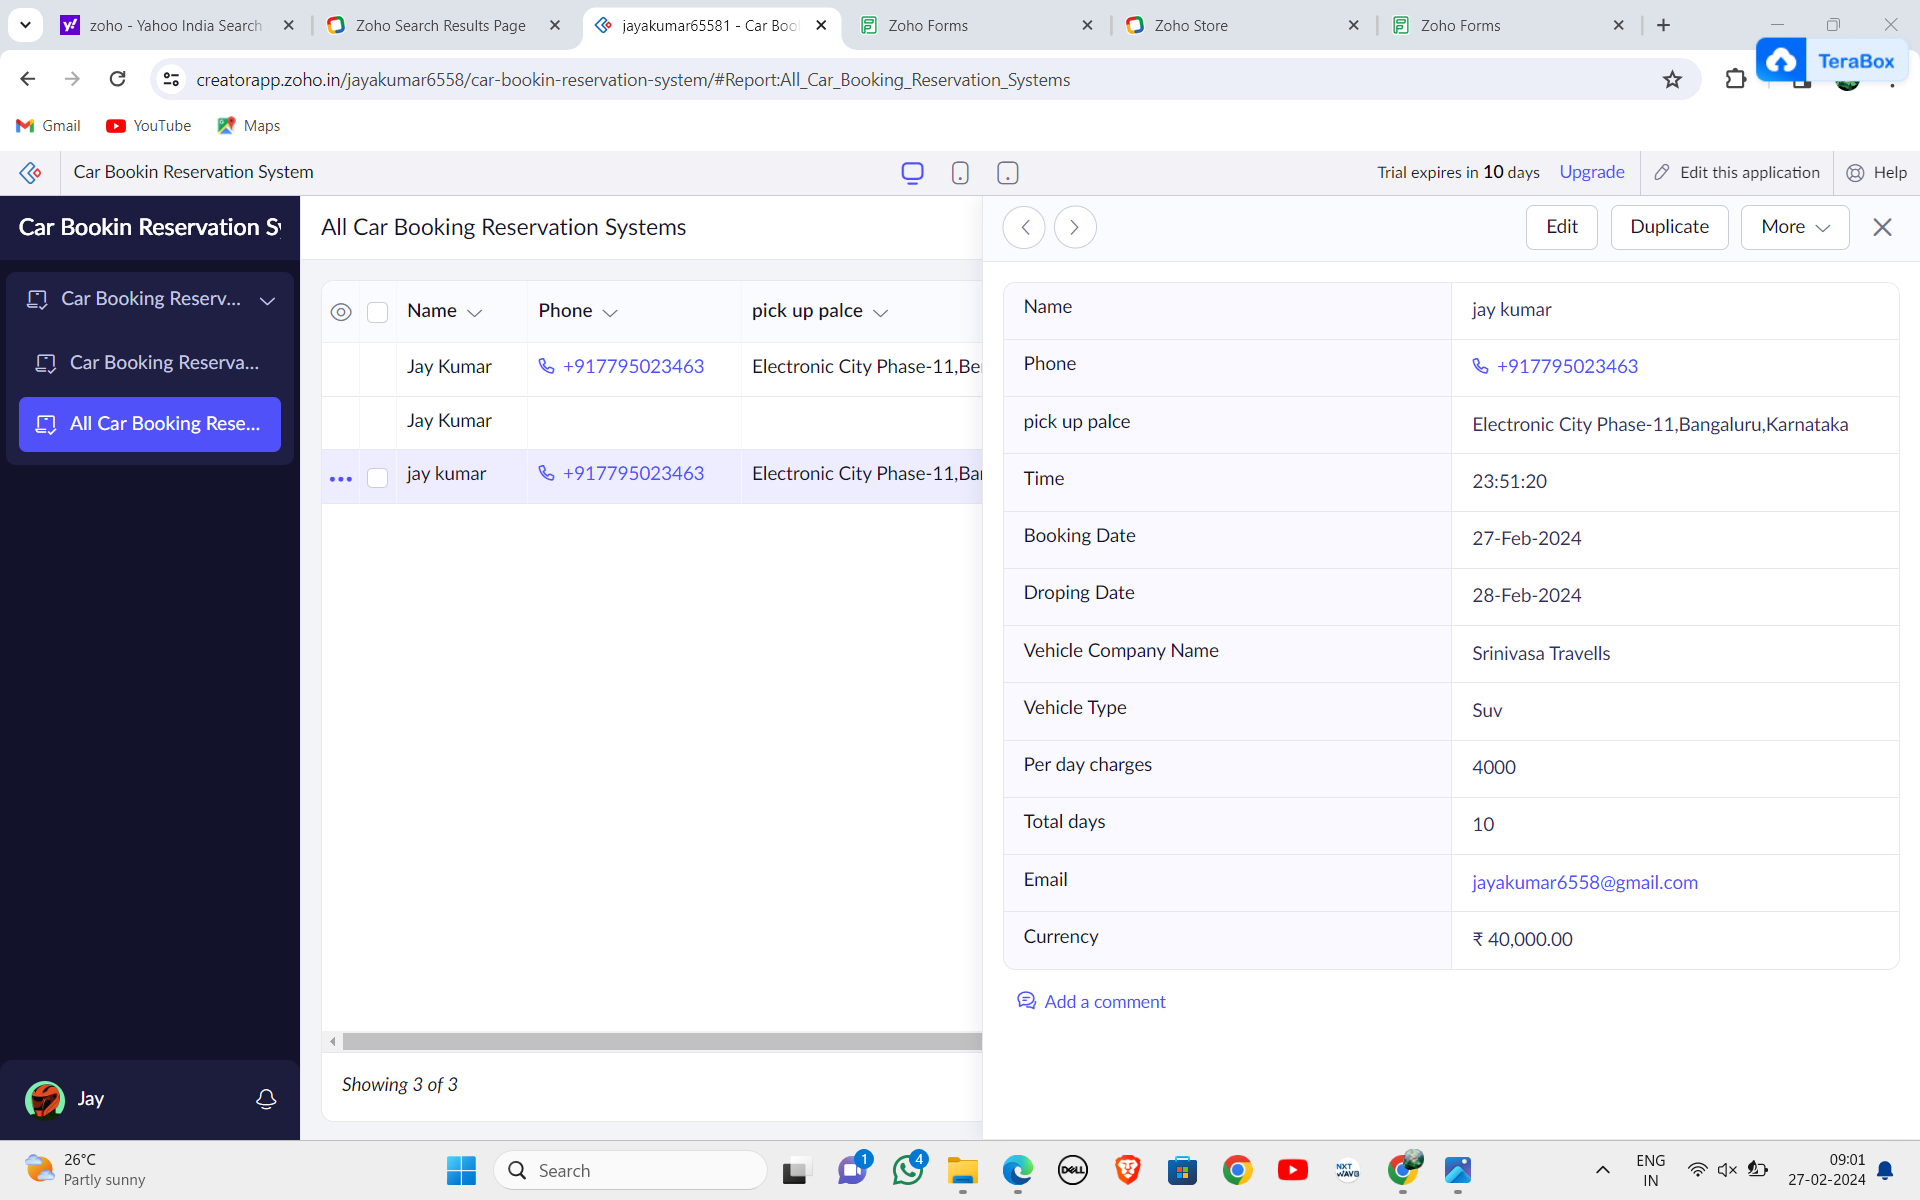 zoho - Yahoo India Search
Zoho Search Results Page
jayakumar65581 - Car Boo
Zoho Forms
Zoho Store
Zoho Forms
creatorapp.zoho.in/jayakumar6558/car-bookin-reservation-system/#Report:All_Car_Booking_Reservation_Systems
TeraBox
Gmail
YouTube
Maps
Car Bookin Reservation System
Trial expires in 10 days
Upgrade
Edit this application
Help
Car Bookin Reservation Sy
All Car Booking Reservation Systems
Edit
Duplicate
More
Car Booking Reserv...
Car Booking Reserva...
All Car Booking Rese...
Name
Phone
pick up palce
Jay Kumar
+917795023463
Electronic City Phase-11,Be
Jay Kumar
jay kumar
+917795023463
Electronic City Phase-11,Ba
Name
jay kumar
Phone
+917795023463
pick up palce
Electronic City Phase-11,Bangaluru,Karnataka
Time
23:51:20
Booking Date
27-Feb-2024
Droping Date
28-Feb-2024
Vehicle Company Name
Srinivasa Travells
Vehicle Type
Suv
Per day charges
4000
Total days
10
Email
jayakumar6558@gmail.com
Currency
₹ 40,000.00
Add a comment
Showing 3 of 3
Jay
26°C
Partly sunny
Search
1
4
DELL
NXT
WAVE
ENG
IN
09:01
27-02-2024